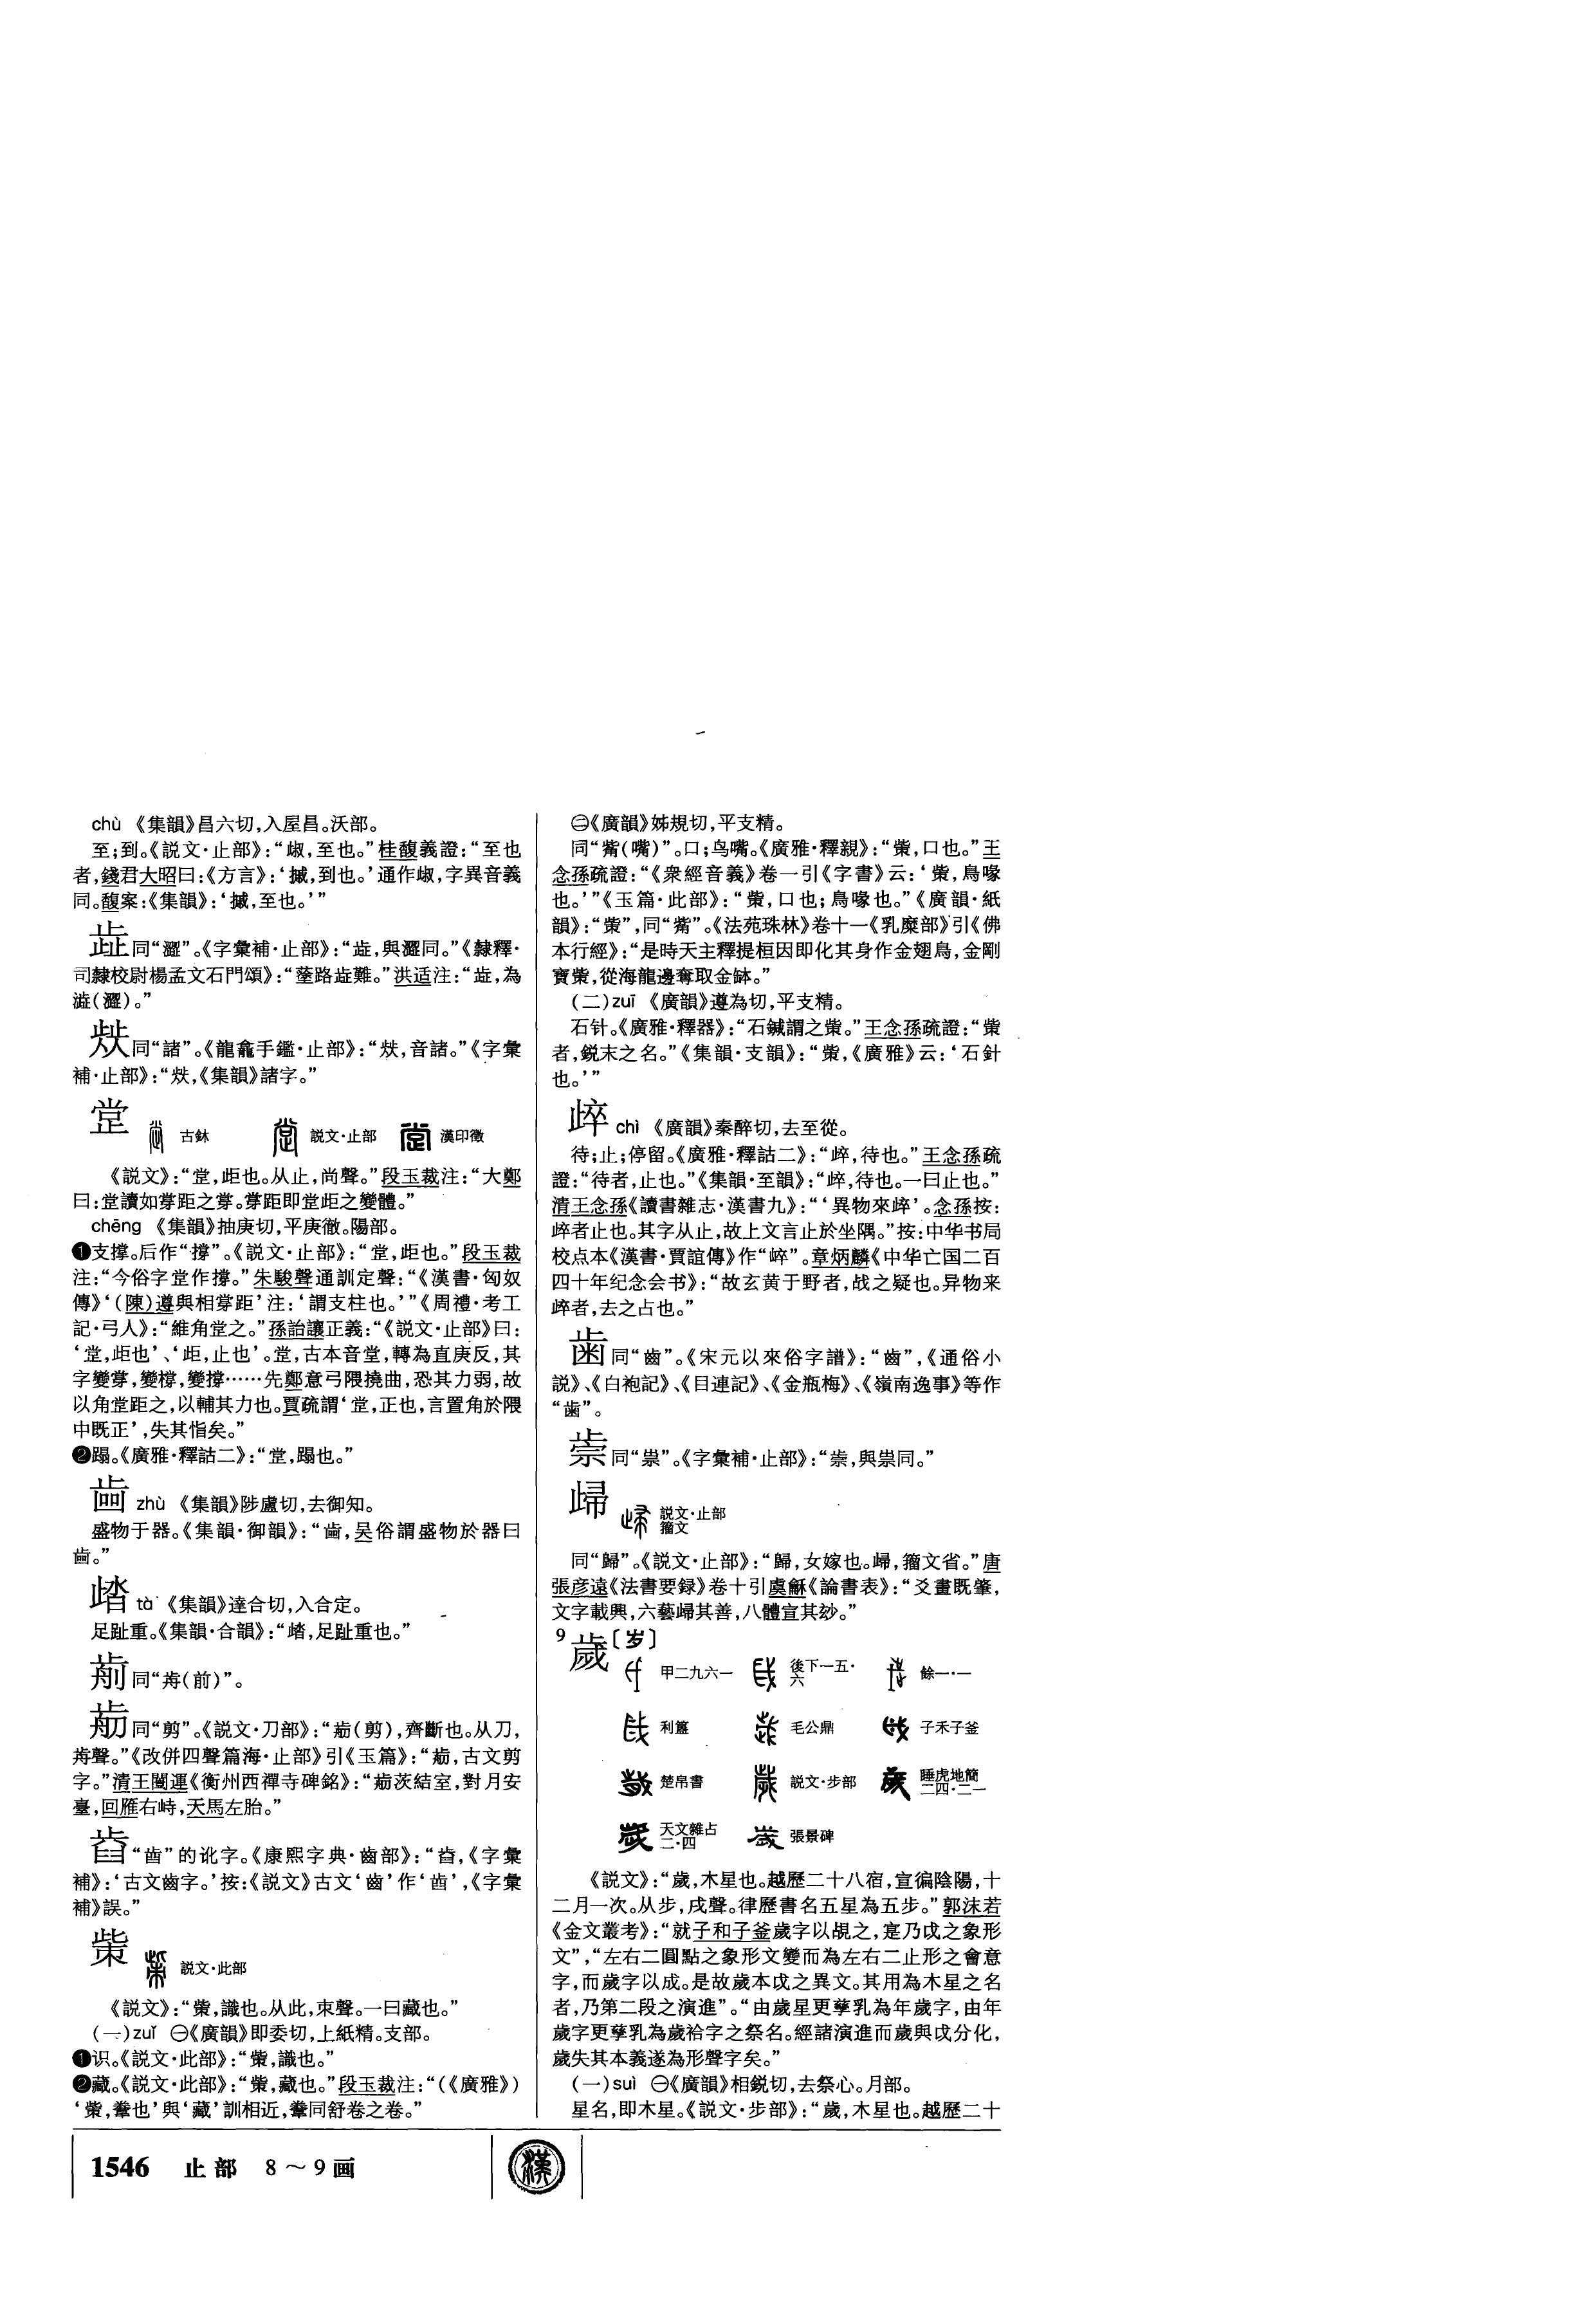 chù 《集韻》昌六切，入屋昌。沃部。
至；到。《説文·止部》：“埱，至也。”桂馥義證：“至也
者，錢君大昭曰：《方言》：‘摵，到也。’通作㱐，字異音義
同。馥案：《集韻》：‘摵，至也。’”
同“澀”。《字彙補·止部》：“歮，與澀同。”《隸釋·
司隸校尉楊孟文石門頌》：“蓥路歮難。”洪适注：“歮，為
澁（澀）。”
同“諸”。《龍龕手鑑·止部》：“，音諸。”《字彙
補·止部》：“，《集韻》諸字。”
㱏 古鉨 説文·止部 漢印徵
《説文》：“㱏，歫也。从止，尚聲。”段玉裁注：“大鄭
曰：㱏讀如牚距之牚。牚距即㱏歫之變體。”
chēng 《集韻》抽庚切，平庚徹。陽部。
❶支撑。后作“撐”。《説文·止部》：“㱏，歫也。”段玉裁
注：“今俗字㱏作撐。”朱駿聲通訓定聲：“《漢書·匈奴
傳》‘（陳）遵與相牚距’注：‘謂支柱也。’”《周禮·考工
記·弓人》：“維角㱏之。”孫詒讓正義：“《説文·止部》曰：
‘㱏，歫也’、‘歫，止也’。㱏，古本音堂，轉為直庚反，其
字變牚，變橕，變撐……先鄭意弓隈撓曲，恐其力弱，故
以角㱏距之，以輔其力也。賈疏謂‘㱏，正也，言置角於隈
中既正’，失其恉矣。”
❷蹋。《廣雅·釋詁二》：“㱏，蹋也。”
zhù 《集韻》陟慮切，去御知。
盛物于器。《集韻·御韻》：“，吴俗謂盛物於器曰
。”
tà 《集韻》達合切，入合定。
足趾重。《集韻·合韻》：“，足趾重也。”
同“歬（前）”。
同“剪”。《説文·刀部》：“（剪），齊斷也。从刀，
歬聲。”《改併四聲篇海·止部》引《玉篇》：“，古文剪
字。”清王闓運《衡州西禪寺碑銘》：“茨結室，對月安
臺，回雁右峙，天馬左胎。”
“”的讹字。《康熙字典·齒部》：“，《字彙
補》：‘古文齒字。’按：《説文》古文‘齒’作‘’，《字彙
補》誤。”
㭰 説文·此部
《説文》：“㭰，識也。从此，朿聲。一曰藏也。”
（一）zuǐ ㊀《廣韻》即委切，上紙精。支部。
❶识。《説文·此部》：“㭰，識也。”
❷藏。《説文·此部》：“㭰，藏也。”段玉裁注：“（《廣雅》）
‘㭰，鞶也’與‘藏’訓相近，鞶同舒卷之卷。”
㊁《廣韻》姊規切，平支精。
同“觜（嘴）”。口；鸟嘴。《廣雅·釋親》：“㭰，口也。”王
念孫疏證：“《衆經音義》卷一引《字書》云：‘㭰，鳥喙
也。’”《玉篇·此部》：“㭰，口也；鳥喙也。”《廣韻·紙
韻》：“㭰”，同“觜”。《法苑珠林》卷十一《乳糜部》引《佛
本行經》：“是時天主釋提桓因即化其身作金翅鳥，金剛
寶㭰，從海龍邊奪取金缽。”
（二）zuī 《廣韻》遵為切，平支精。
石针。《廣雅·釋器》：“石鍼謂之㭰。”王念孫疏證：“㭰
者，鋭末之名。”《集韻·支韻》：“㭰，《廣雅》云：‘石針
也。’”
chì 《廣韻》秦醉切，去至從。
待；止；停留。《廣雅·釋詁二》：“，待也。”王念孫疏
證：“待者，止也。”《集韻·至韻》：“，待也。一曰止也。”
清王念孫《讀書雜志·漢書九》：“‘異物來’。念孫按：
者止也。其字从止，故上文言止於坐隅。”按：中华书局
校点本《漢書·賈誼傳》作“崪”。章炳麟《中华亡国二百
四十年纪念会书》：“故玄黄于野者，战之疑也。异物来
者，去之占也。”
歯 同“齒”。《宋元以來俗字譜》：“齒”，《通俗小
説》、《白袍記》、《目連記》、《金瓶梅》、《嶺南逸事》等作
“歯”。
同“祟”。《字彙補·止部》：“，與祟同。”
㱕 説文·止部
籀文
同“歸”。《説文·止部》：“歸，女嫁也。㱕，籀文省。”唐
張彦遠《法書要録》卷十引虞龢《論書表》：“爻畫既肇，
文字載興，六藝㱕其善，八體宣其玅。”
9 歲〔岁〕
甲二九六一 後下一五·六 餘一·一
利簋 毛公鼎 子禾子釜
楚帛書 説文·步部 睡虎地簡二四·二一
天文雜占二·四 張景碑
《説文》：“歲，木星也。越歷二十八宿，宣徧陰陽，十
二月一次。从步，戌聲。律歷書名五星為五步。”郭沫若
《金文叢考》：“就子和子釜歲字以覘之，寔乃戉之象形
文”，“左右二圓點之象形文變而為左右二止形之會意
字，而歲字以成。是故歲本戉之異文。其用為木星之名
者，乃第二段之演進”。“由歲星更孳乳為年歲字，由年
歲字更孳乳為歲祫字之祭名。經諸演進而歲與戉分化，
歲失其本義遂為形聲字矣。”
（一）suì ㊀《廣韻》相鋭切，去祭心。月部。
星名，即木星。《説文·步部》：“歲，木星也。越歷二十
1546 止部 8～9画
漢